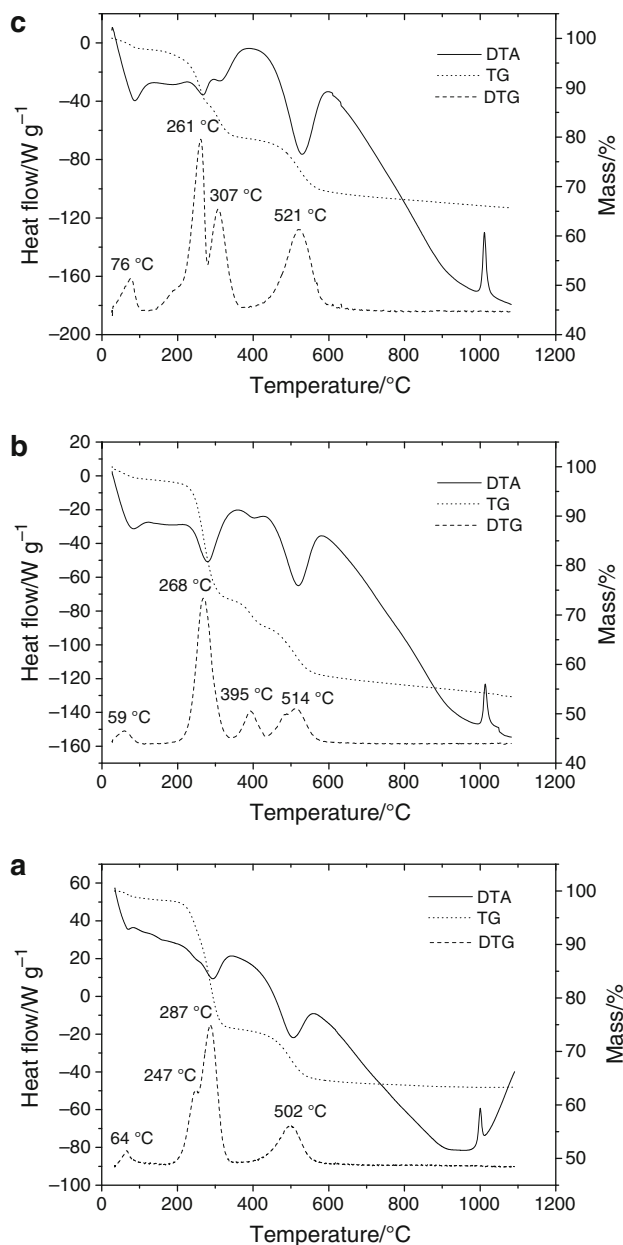 c
0
−40
−80
−120
−160
−200
Heat flow/W g⁻¹
DTA
TG
DTG
261 °C
307 °C
521 °C
76 °C
100
90
80
70
60
50
40
Mass/%
0 200 400 600 800 1000 1200
Temperature/°C
b
20
0
−20
−40
−60
−80
−100
−120
−140
−160
Heat flow/W g⁻¹
DTA
TG
DTG
268 °C
395 °C
514 °C
59 °C
100
90
80
70
60
50
40
Mass/%
0 200 400 600 800 1000 1200
Temperature/°C
a
60
40
20
0
−20
−40
−60
−80
−100
Heat flow/W g⁻¹
DTA
TG
DTG
287 °C
247 °C
502 °C
64 °C
100
90
80
70
60
50
Mass/%
0 200 400 600 800 1000 1200
Temperature/°C